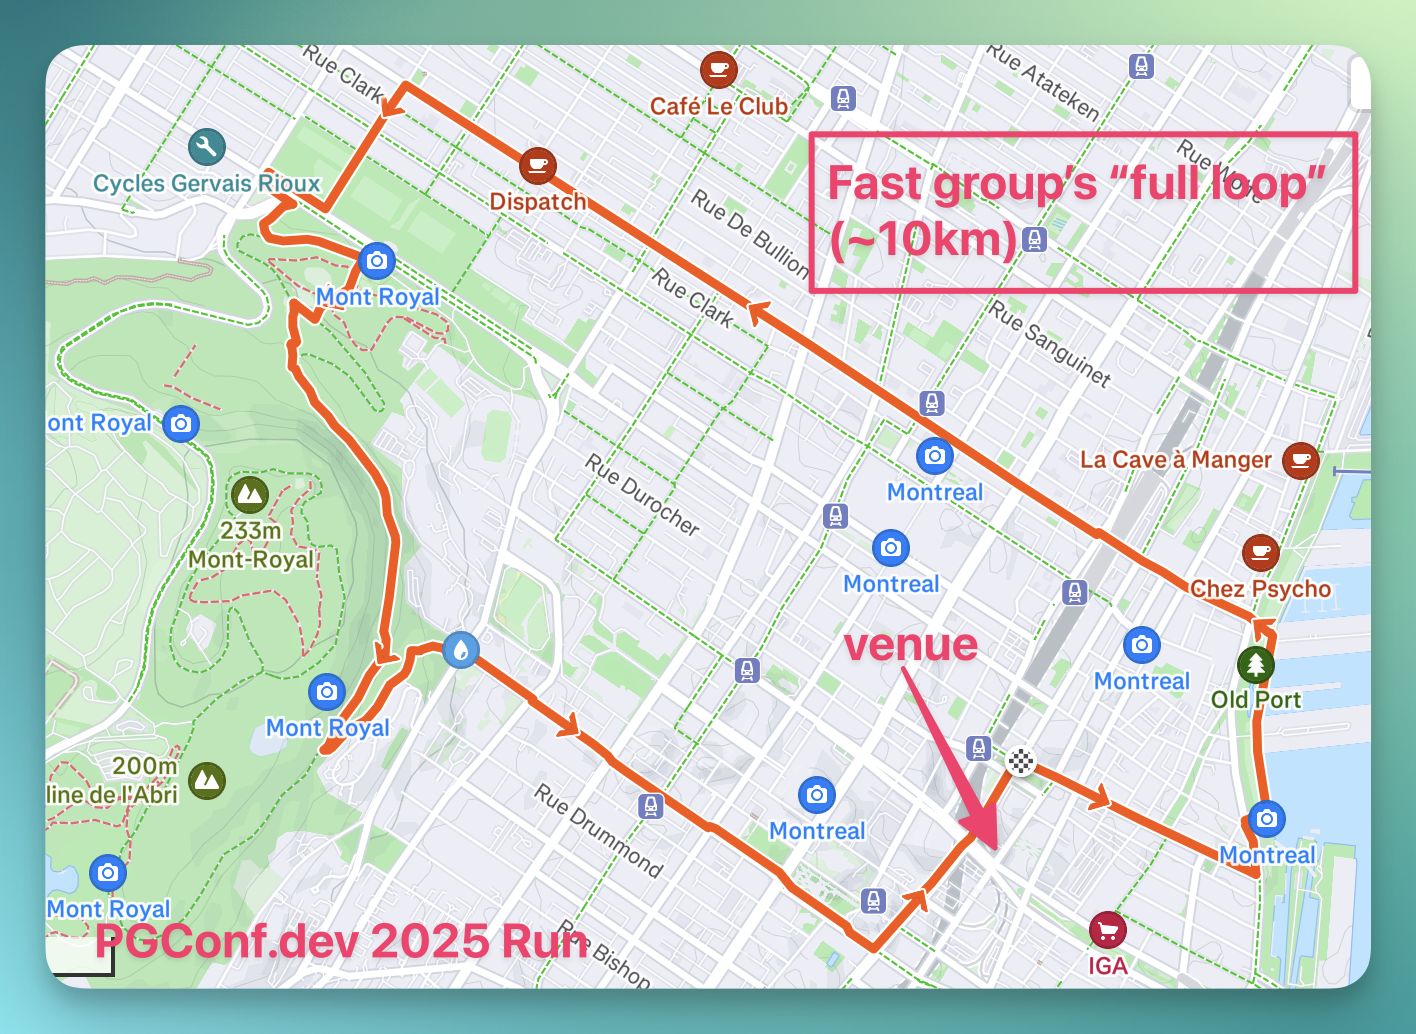 Rue Clark
Café Le Club
Rue Atateken
Cycles Gervais Rioux
Dispatch
Fast group's “full loop”
(~10km)
Rue De Bullion
Rue Clark
Mont Royal
Rue Sanguinet
ont Royal
La Cave à Manger
Montreal
Rue Durocher
233m
Mont-Royal
Montreal
Chez Psycho
venue
Montreal
Old Port
Mont Royal
200m
line de l'Abri
Rue Drummond
Montreal
Montreal
Mont Royal
PGConf.dev 2025 Run
Rue Bishop
IGA